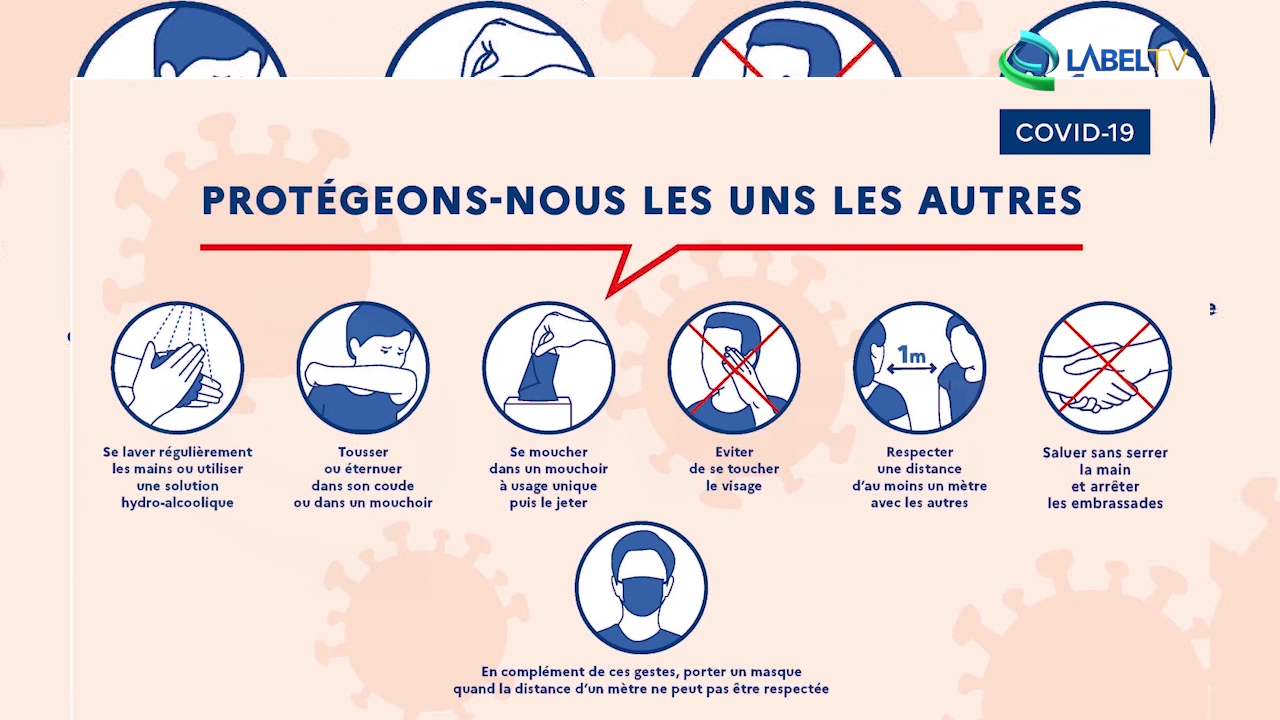 LABEL TV
COVID-19
PROTÉGEONS-NOUS LES UNS LES AUTRES
1m
Se laver régulièrement
les mains ou utiliser
une solution
hydro-alcoolique
Tousser
ou éternuer
dans son coude
ou dans un mouchoir
Se moucher
dans un mouchoir
à usage unique
puis le jeter
Eviter
de se toucher
le visage
Respecter
une distance
d'au moins un mètre
avec les autres
Saluer sans serrer
la main
et arrêter
les embrassades
En complément de ces gestes, porter un masque
quand la distance d'un mètre ne peut pas être respectée